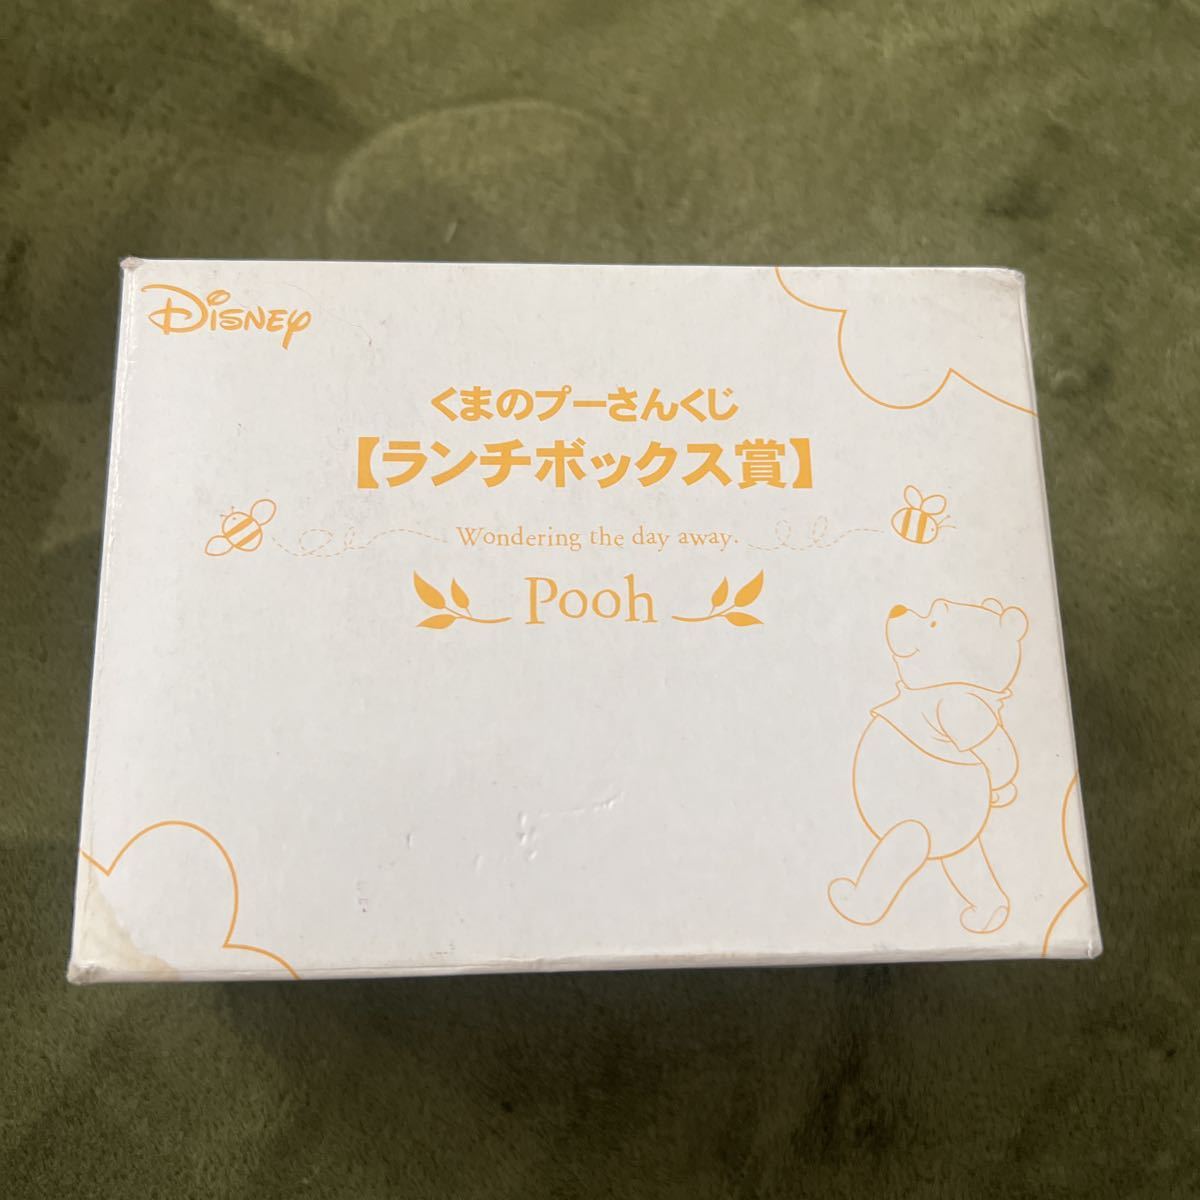 Disney
くまのプーさんくじ
【ランチボックス賞】
Wondering the day away.
Pooh